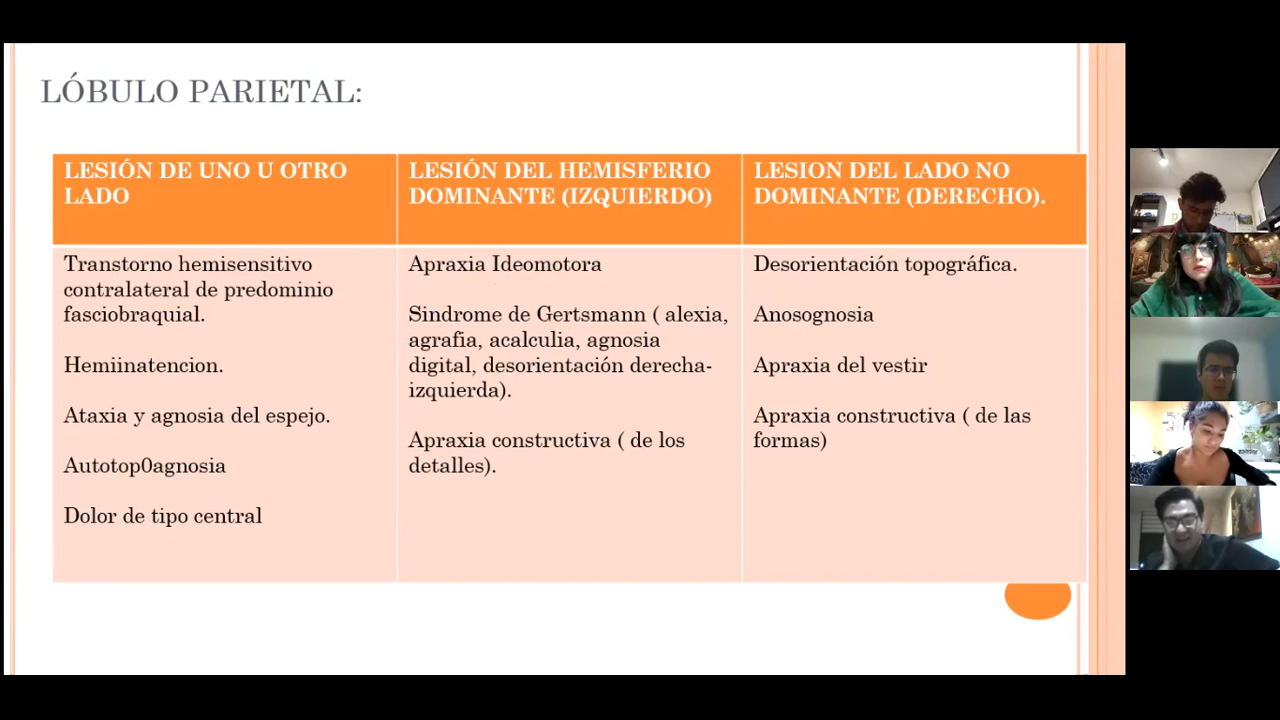 LÓBULO PARIETAL:
LESIÓN DE UNO U OTRO
LADO
LESIÓN DEL HEMISFERIO
DOMINANTE (IZQUIERDO)
LESION DEL LADO NO
DOMINANTE (DERECHO).
Transtorno hemisensitivo
contralateral de predominio
fasciobraquial.
Hemiinatencion.
Ataxia y agnosia del espejo.
Autotop0agnosia
Dolor de tipo central
Apraxia Ideomotora
Sindrome de Gertsmann ( alexia,
agrafia, acalculia, agnosia
digital, desorientación derecha-
izquierda).
Apraxia constructiva ( de los
detalles).
Desorientación topográfica.
Anosognosia
Apraxia del vestir
Apraxia constructiva ( de las
formas)